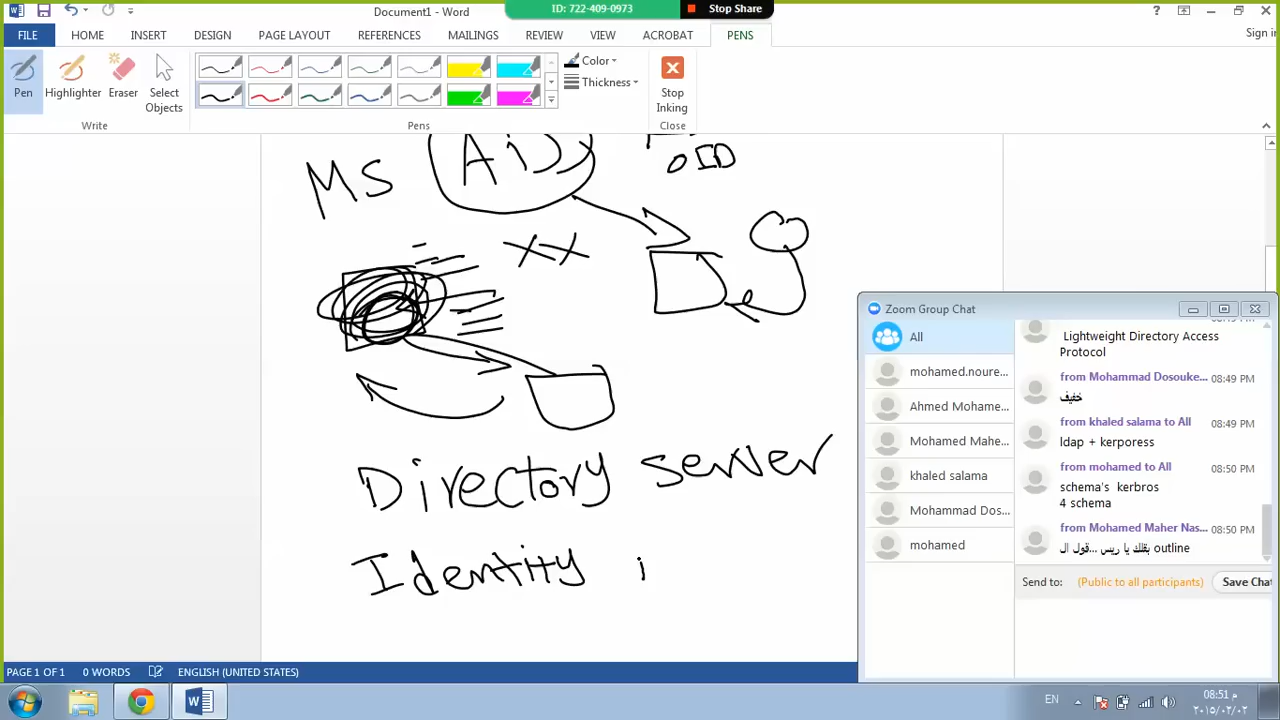 Document1 - Word
ID: 722-409-0973
Stop Share
FILE HOME INSERT DESIGN PAGE LAYOUT REFERENCES MAILINGS REVIEW VIEW ACROBAT PENS
Sign in
Pen Highlighter Eraser Select Objects
Color
Thickness
Stop Inking
Write Pens Close
MS
OID
XX
Directory server
Identity i
Zoom Group Chat
All
mohamed.noure...
Ahmed Mohame...
Mohamed Mahe...
khaled salama
Mohammad Dos...
mohamed
Lightweight Directory Access
Protocol
from Mohammad Dosouke... 08:49 PM
خفيف
from khaled salama to All 08:49 PM
ldap + kerporess
from mohamed to All 08:50 PM
schema's kerbros
4 schema
from Mohamed Maher Nas... 08:50 PM
بقلك يا ريس ...قول ال outline
Send to: (Public to all participants) Save Chat
PAGE 1 OF 1 0 WORDS ENGLISH (UNITED STATES)
EN
08:51 م
٢٠١٥/٠٢/٠٢